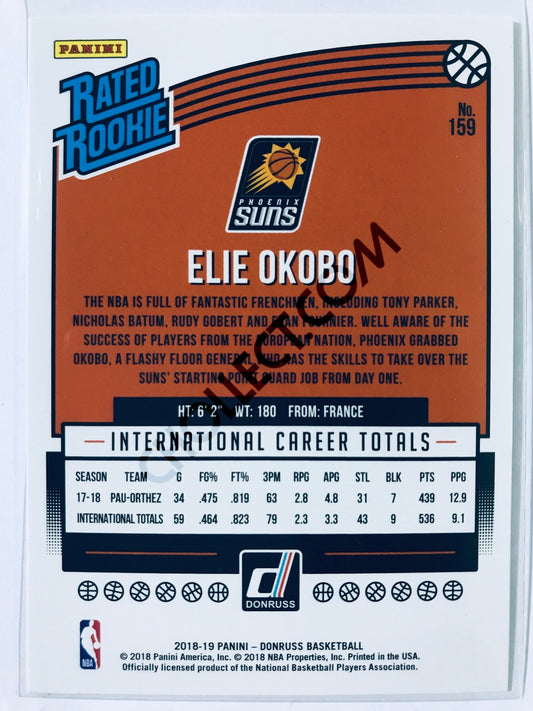 PANINI
RATED
ROOKIE
No.
159
PHOENIX
SUNS
ELIE OKOBO
THE NBA IS FULL OF FANTASTIC FRENCHMEN, INCLUDING TONY PARKER,
NICHOLAS BATUM, RUDY GOBERT AND EVAN FOURNIER. WELL AWARE OF THE
SUCCESS OF PLAYERS FROM THE EUROPEAN NATION, PHOENIX GRABBED
OKOBO, A FLASHY FLOOR GENERAL WHO HAS THE SKILLS TO TAKE OVER THE
SUNS' STARTING POINT GUARD JOB FROM DAY ONE.
HT: 6' 2" WT: 180 FROM: FRANCE
INTERNATIONAL CAREER TOTALS
SEASON TEAM G FG% FT% 3PM RPG APG STL BLK PTS PPG
17-18 PAU-ORTHEZ 34 .475 .819 63 2.8 4.8 31 7 439 12.9
INTERNATIONAL TOTALS 59 .464 .823 79 2.3 3.3 43 9 536 9.1
DONRUSS
NBA
2018-19 PANINI – DONRUSS BASKETBALL
© 2018 Panini America, Inc. © 2018 NBA Properties, Inc. Printed in the USA.
Officially licensed product of the National Basketball Players Association.